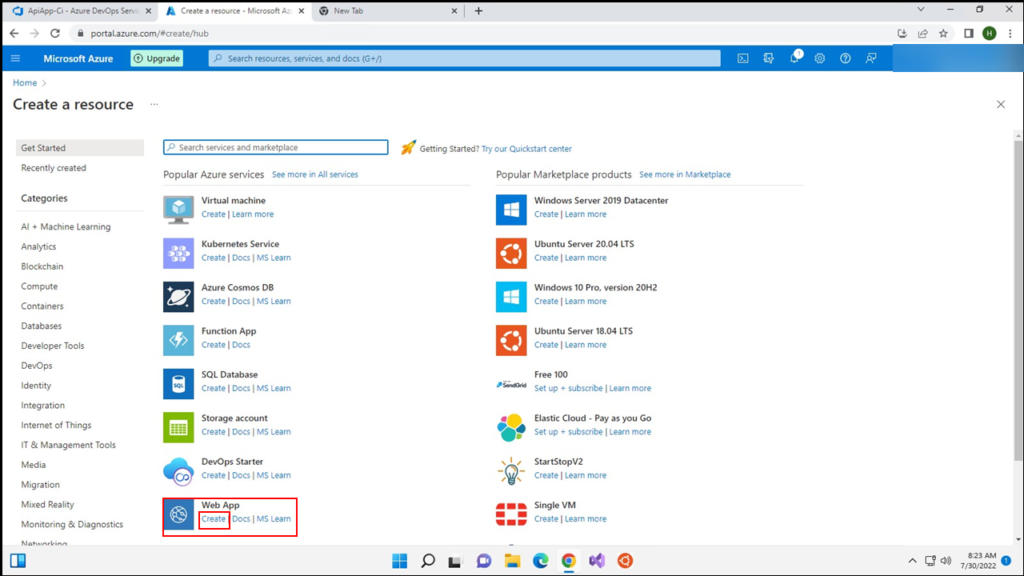 ApiApp-Ci - Azure DevOps Servi
Create a resource - Microsoft Az
New Tab
portal.azure.com/#create/hub
H
Microsoft Azure
Upgrade
Search resources, services, and docs (G+/)
1
Home
Create a resource
...
Get Started
Recently created
Categories
AI + Machine Learning
Analytics
Blockchain
Compute
Containers
Databases
Developer Tools
DevOps
Identity
Integration
Internet of Things
IT & Management Tools
Media
Migration
Mixed Reality
Monitoring & Diagnostics
Networking
Search services and marketplace
Getting Started? Try our Quickstart center
Popular Azure services See more in All services
Virtual machine
Create | Learn more
Kubernetes Service
Create | Docs | MS Learn
Azure Cosmos DB
Create | Docs | MS Learn
Function App
Create | Docs
SQL
SQL Database
Create | Docs | MS Learn
Storage account
Create | Docs | MS Learn
DevOps Starter
Create | Docs | MS Learn
Web App
Create | Docs | MS Learn
Popular Marketplace products See more in Marketplace
Windows Server 2019 Datacenter
Create | Learn more
Ubuntu Server 20.04 LTS
Create | Learn more
Windows 10 Pro, version 20H2
Create | Learn more
Ubuntu Server 18.04 LTS
Create | Learn more
SendGrid
Free 100
Set up + subscribe | Learn more
Elastic Cloud - Pay as you Go
Set up + subscribe | Learn more
StartStopV2
Create | Learn more
Single VM
Create | Learn more
8:23 AM
7/30/2022
1